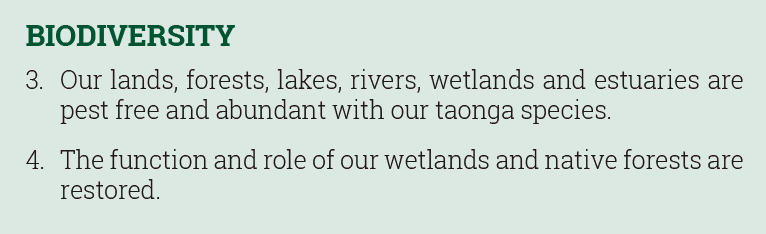 BIODIVERSITY
3. Our lands, forests, lakes, rivers, wetlands and estuaries are
pest free and abundant with our taonga species.
4. The function and role of our wetlands and native forests are
restored.